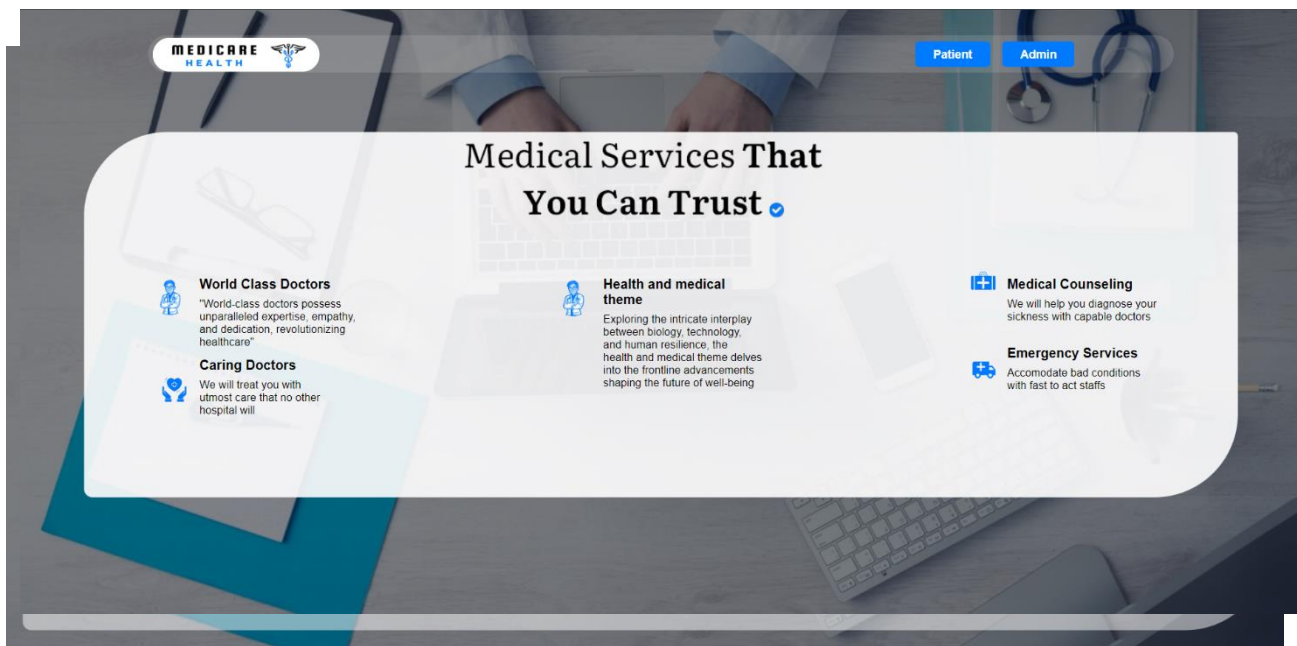 MEDICARE
HEALTH
Patient
Admin
Medical Services That
You Can Trust
World Class Doctors
"World-class doctors possess
unparalleled expertise, empathy,
and dedication, revolutionizing
healthcare"
Caring Doctors
We will treat you with
utmost care that no other
hospital will
Health and medical
theme
Exploring the intricate interplay
between biology, technology,
and human resilience, the
health and medical theme delves
into the frontline advancements
shaping the future of well-being
Medical Counseling
We will help you diagnose your
sickness with capable doctors
Emergency Services
Accomodate bad conditions
with fast to act staffs